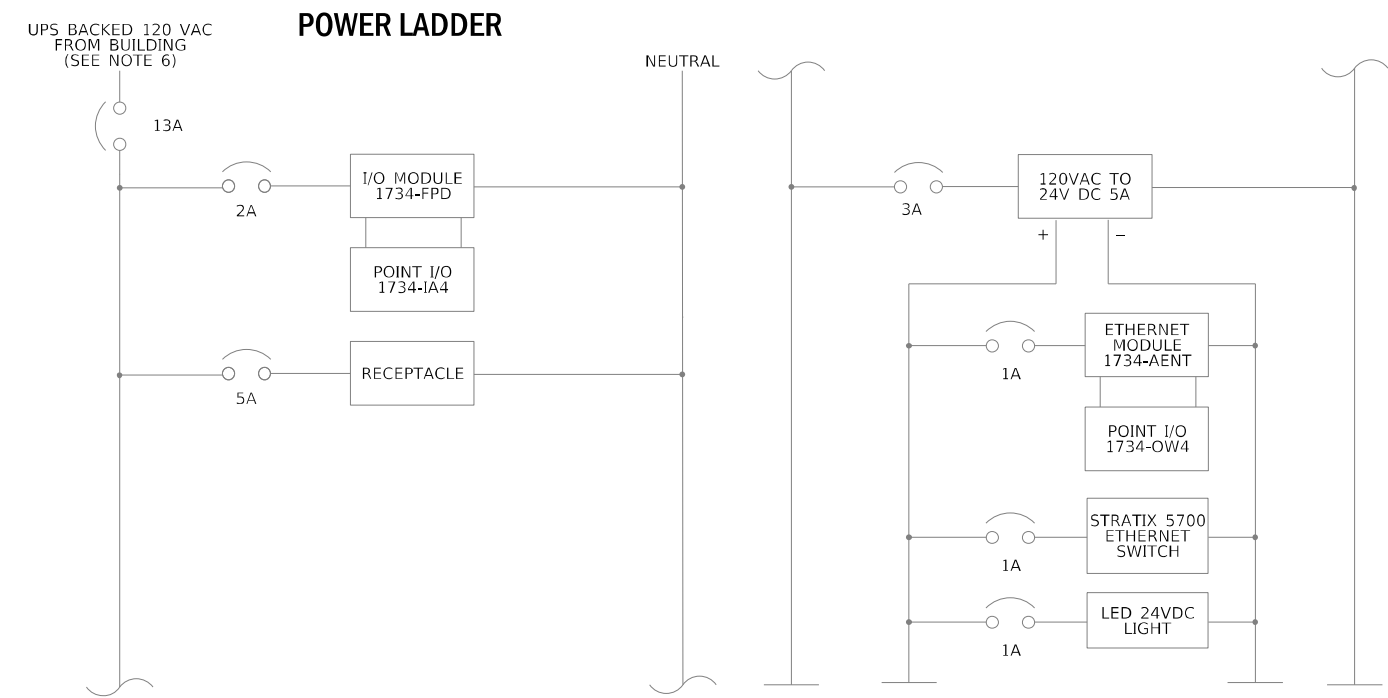 POWER LADDER
UPS BACKED 120 VAC
FROM BUILDING
(SEE NOTE 6)
NEUTRAL
13A
I/O MODULE
1734-FPD
2A
POINT I/O
1734-IA4
RECEPTACLE
5A
120VAC TO
24V DC 5A
3A
+
–
ETHERNET
MODULE
1734-AENT
1A
POINT I/O
1734-OW4
STRATIX 5700
ETHERNET
SWITCH
1A
LED 24VDC
LIGHT
1A